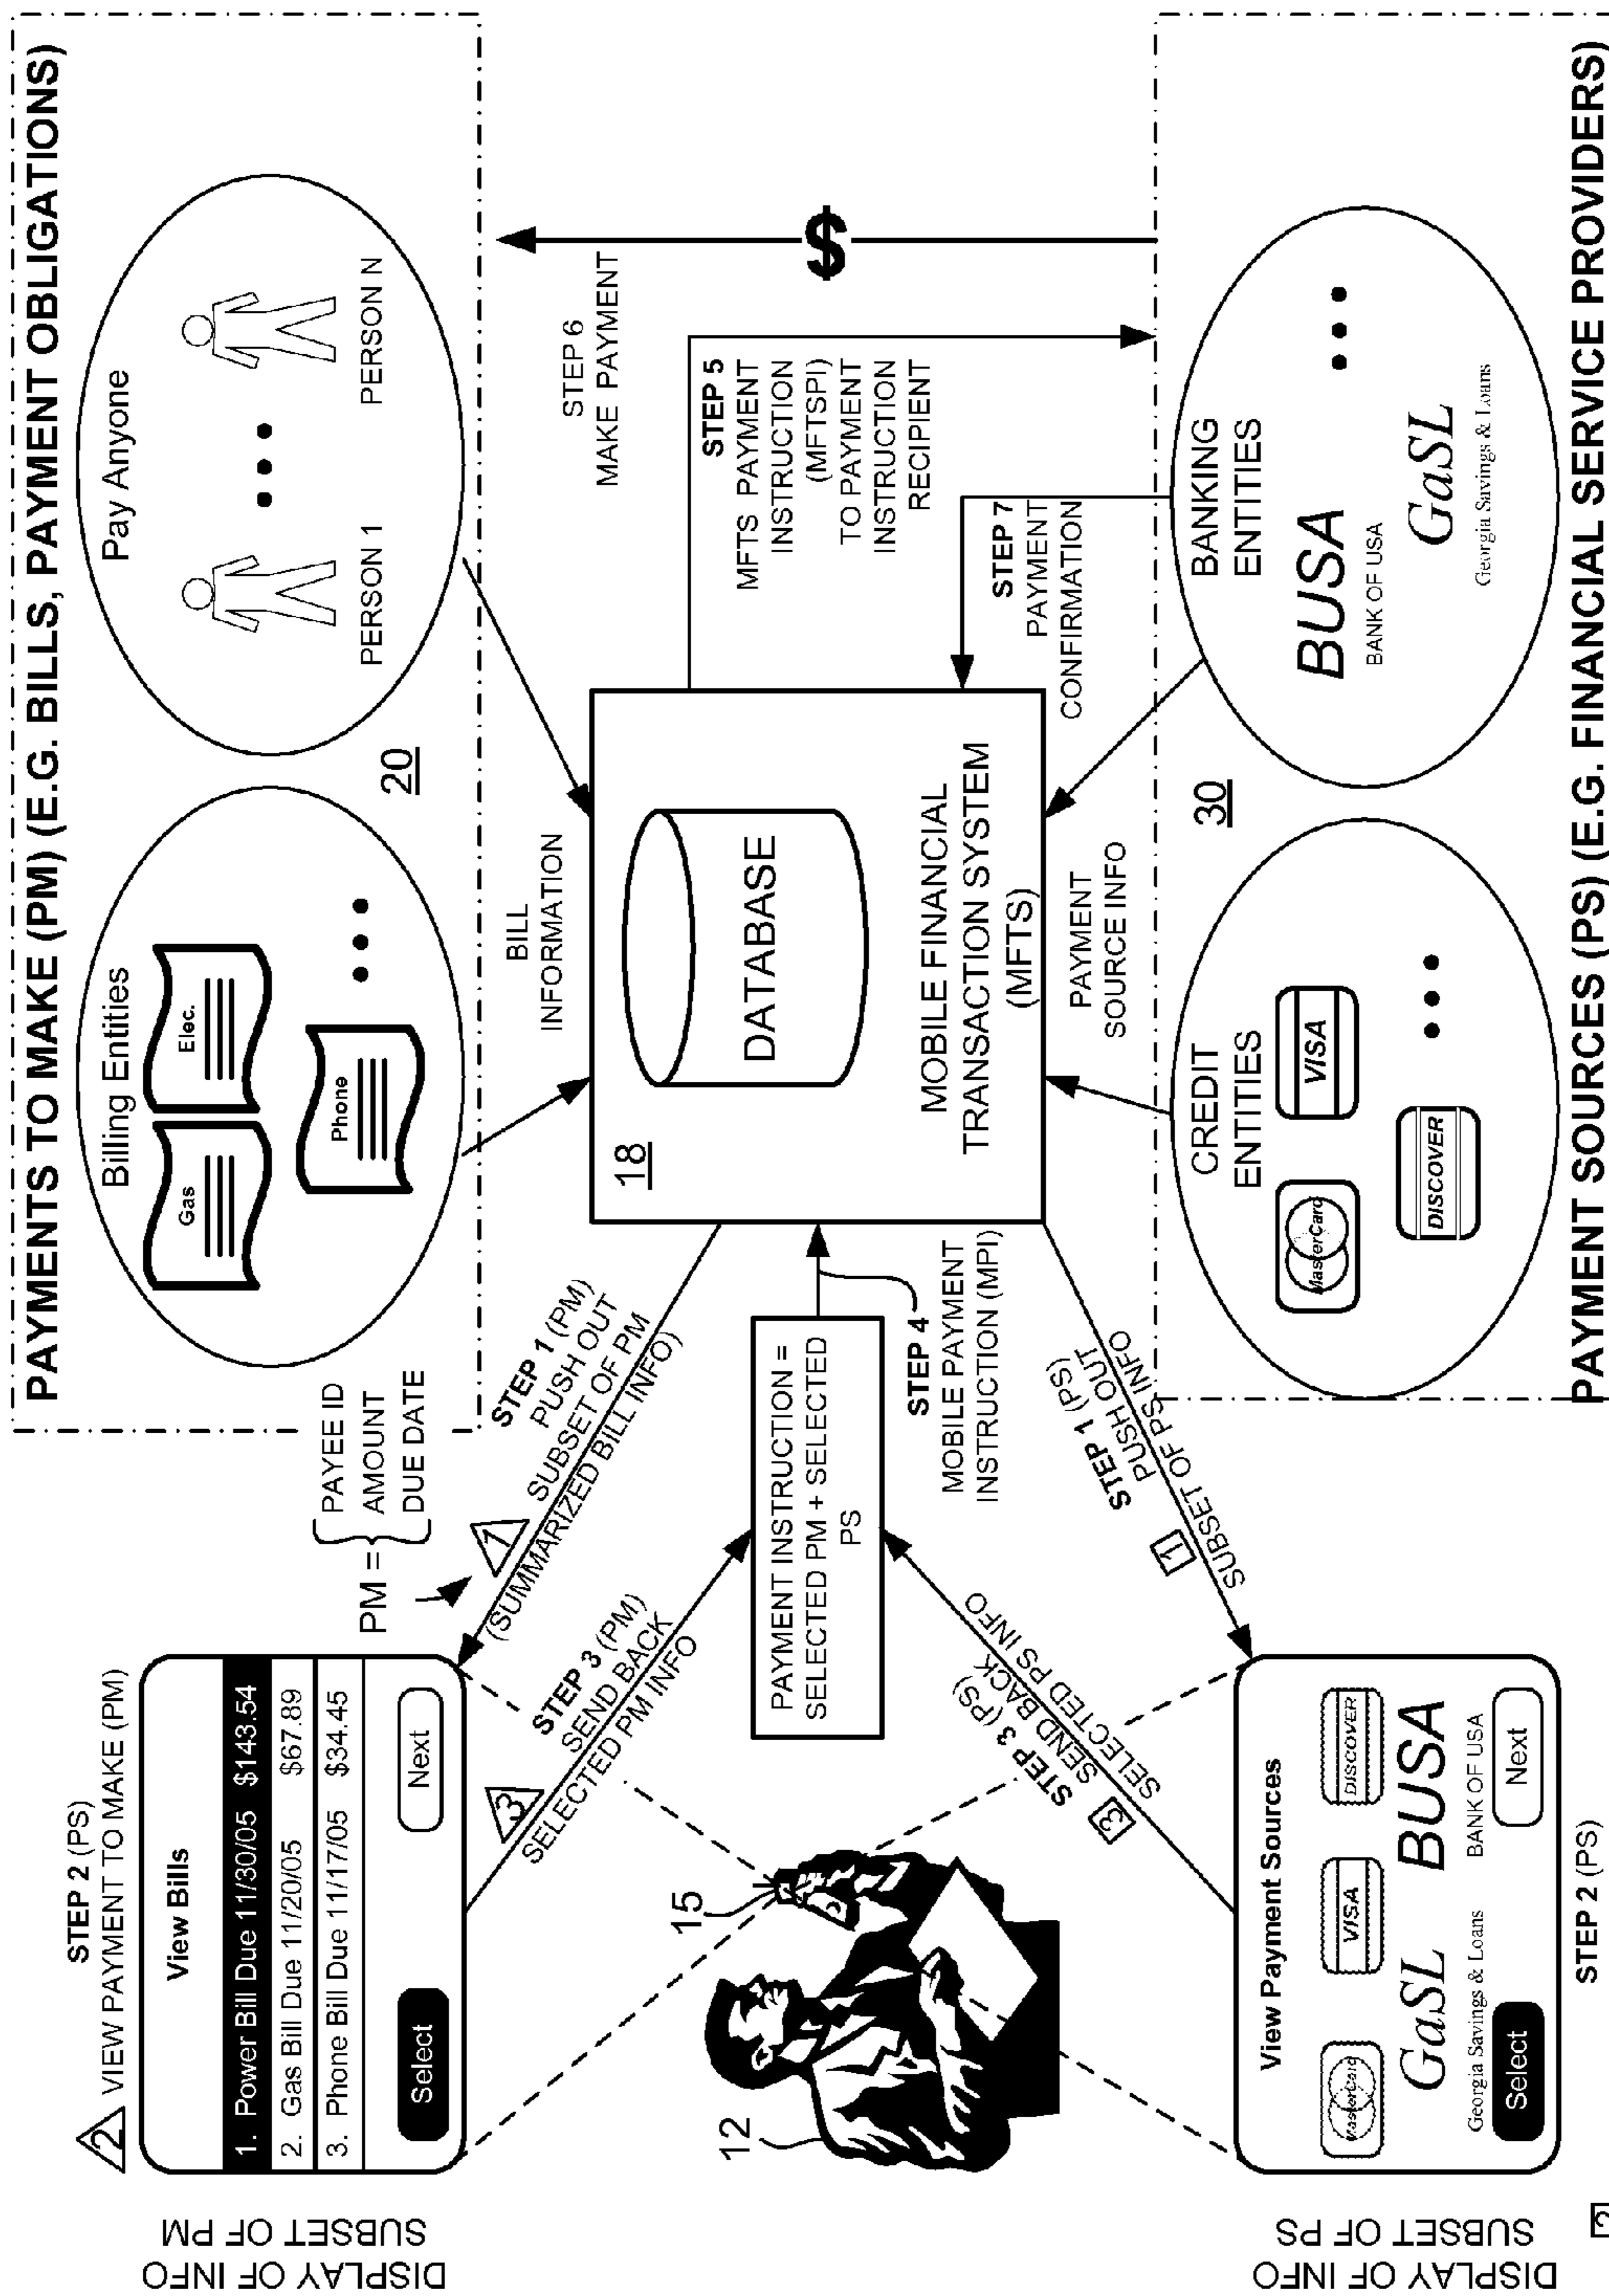 PAYMENTS TO MAKE (PM) (E.G. BILLS, PAYMENT OBLIGATIONS)
STEP 2 (PS)
2
VIEW PAYMENT TO MAKE (PM)
DISPLAY OF INFO
SUBSET OF PM
View Bills
1. Power Bill Due 11/30/05 $143.54
2. Gas Bill Due 11/20/05 $67.89
3. Phone Bill Due 11/17/05 $34.45
Select
Next
PM =
PAYEE ID
AMOUNT
DUE DATE
1
STEP 1 (PM)
PUSH OUT
SUBSET OF PM
(SUMMARIZED BILL INFO)
Billing Entities
Gas
Elec.
Phone
20
Pay Anyone
PERSON 1
PERSON N
BILL
INFORMATION
3
STEP 3 (PM)
SEND BACK
SELECTED PM INFO
12
15
PAYMENT INSTRUCTION =
SELECTED PM + SELECTED
PS
STEP 4
MOBILE PAYMENT
INSTRUCTION (MPI)
18
DATABASE
MOBILE FINANCIAL
TRANSACTION SYSTEM
(MFTS)
STEP 6
MAKE PAYMENT
$
STEP 5
MFTS PAYMENT
INSTRUCTION
(MFTSPI)
TO PAYMENT
INSTRUCTION
RECIPIENT
STEP 7
PAYMENT
CONFIRMATION
PAYMENT
SOURCE INFO
3
STEP 3 (PS)
SEND BACK
SELECTED PS INFO
1
STEP 1 (PS)
PUSH OUT
SUBSET OF PS INFO
DISPLAY OF INFO
SUBSET OF PS
View Payment Sources
MasterCard
VISA
DISCOVER
GaSL
Georgia Savings & Loans
BUSA
BANK OF USA
Select
Next
STEP 2 (PS)
CREDIT
ENTITIES
MasterCard
VISA
DISCOVER
30
BANKING
ENTITIES
BUSA
BANK OF USA
GaSL
Georgia Savings & Loans
PAYMENT SOURCES (PS) (E.G. FINANCIAL SERVICE PROVIDERS)